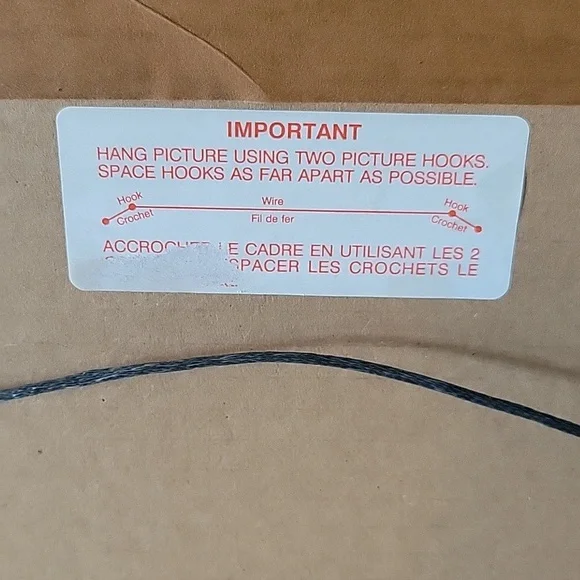 IMPORTANT
HANG PICTURE USING TWO PICTURE HOOKS.
SPACE HOOKS AS FAR APART AS POSSIBLE.
Hook Wire Hook
Crochet Fil de fer Crochet
LE CADRE EN UTILISANT LES 2
SPACER LES CROCHETS LE